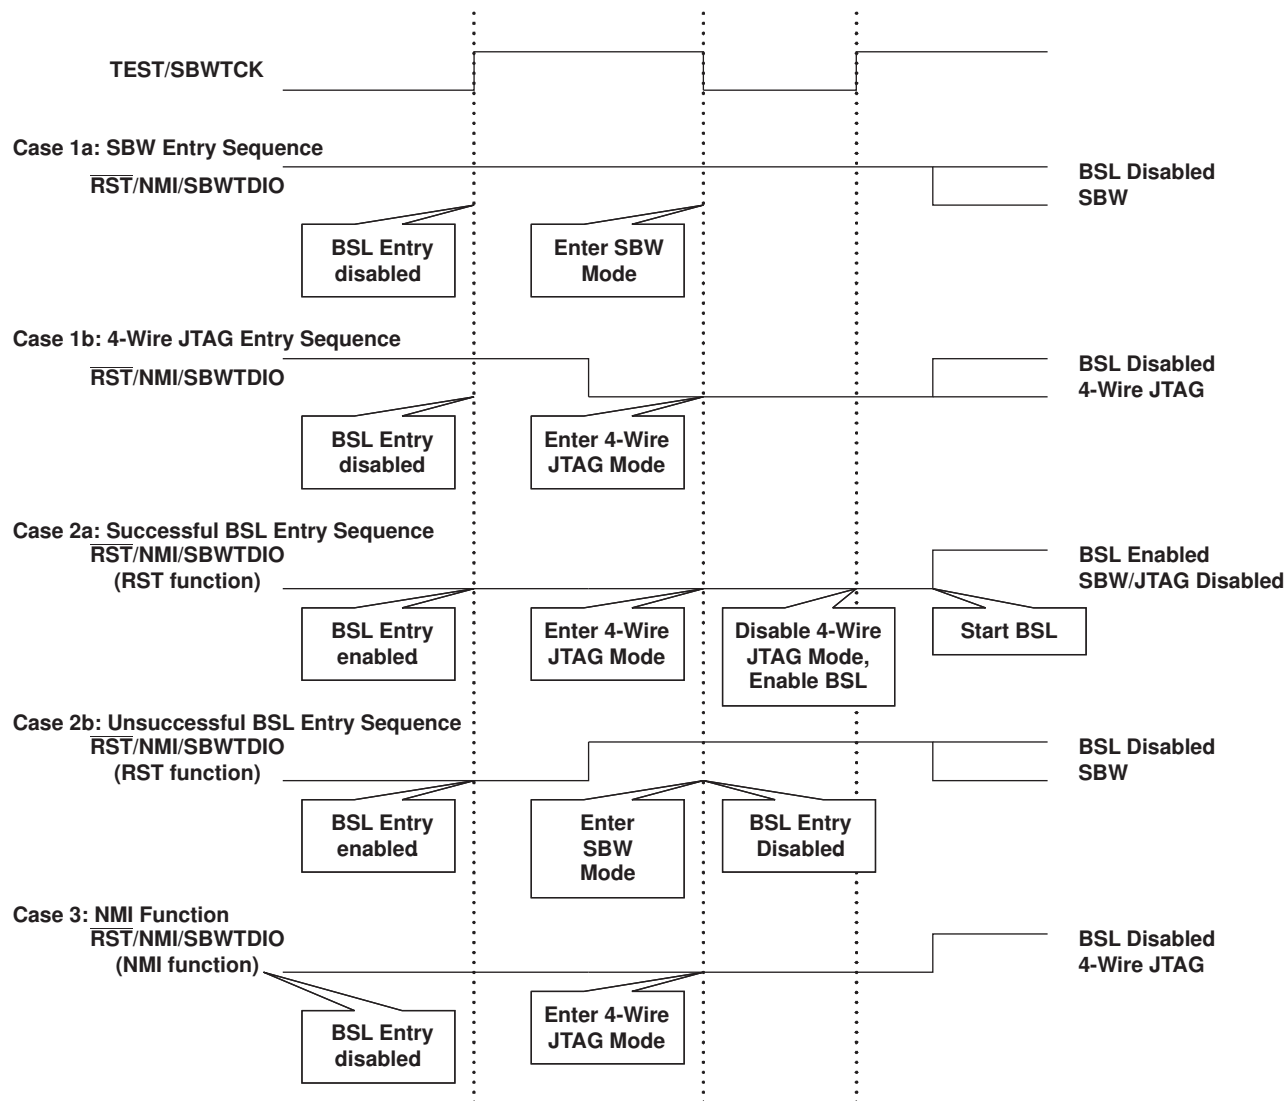 TEST/SBWTCK
Case 1a: SBW Entry Sequence
RST/NMI/SBWTDIO
BSL Disabled
SBW
BSL Entry
disabled
Enter SBW
Mode
Case 1b: 4-Wire JTAG Entry Sequence
RST/NMI/SBWTDIO
BSL Disabled
4-Wire JTAG
BSL Entry
disabled
Enter 4-Wire
JTAG Mode
Case 2a: Successful BSL Entry Sequence
RST/NMI/SBWTDIO
(RST function)
BSL Enabled
SBW/JTAG Disabled
BSL Entry
enabled
Enter 4-Wire
JTAG Mode
Disable 4-Wire
JTAG Mode,
Enable BSL
Start BSL
Case 2b: Unsuccessful BSL Entry Sequence
RST/NMI/SBWTDIO
(RST function)
BSL Disabled
SBW
BSL Entry
enabled
Enter
SBW
Mode
BSL Entry
Disabled
Case 3: NMI Function
RST/NMI/SBWTDIO
(NMI function)
BSL Disabled
4-Wire JTAG
BSL Entry
disabled
Enter 4-Wire
JTAG Mode